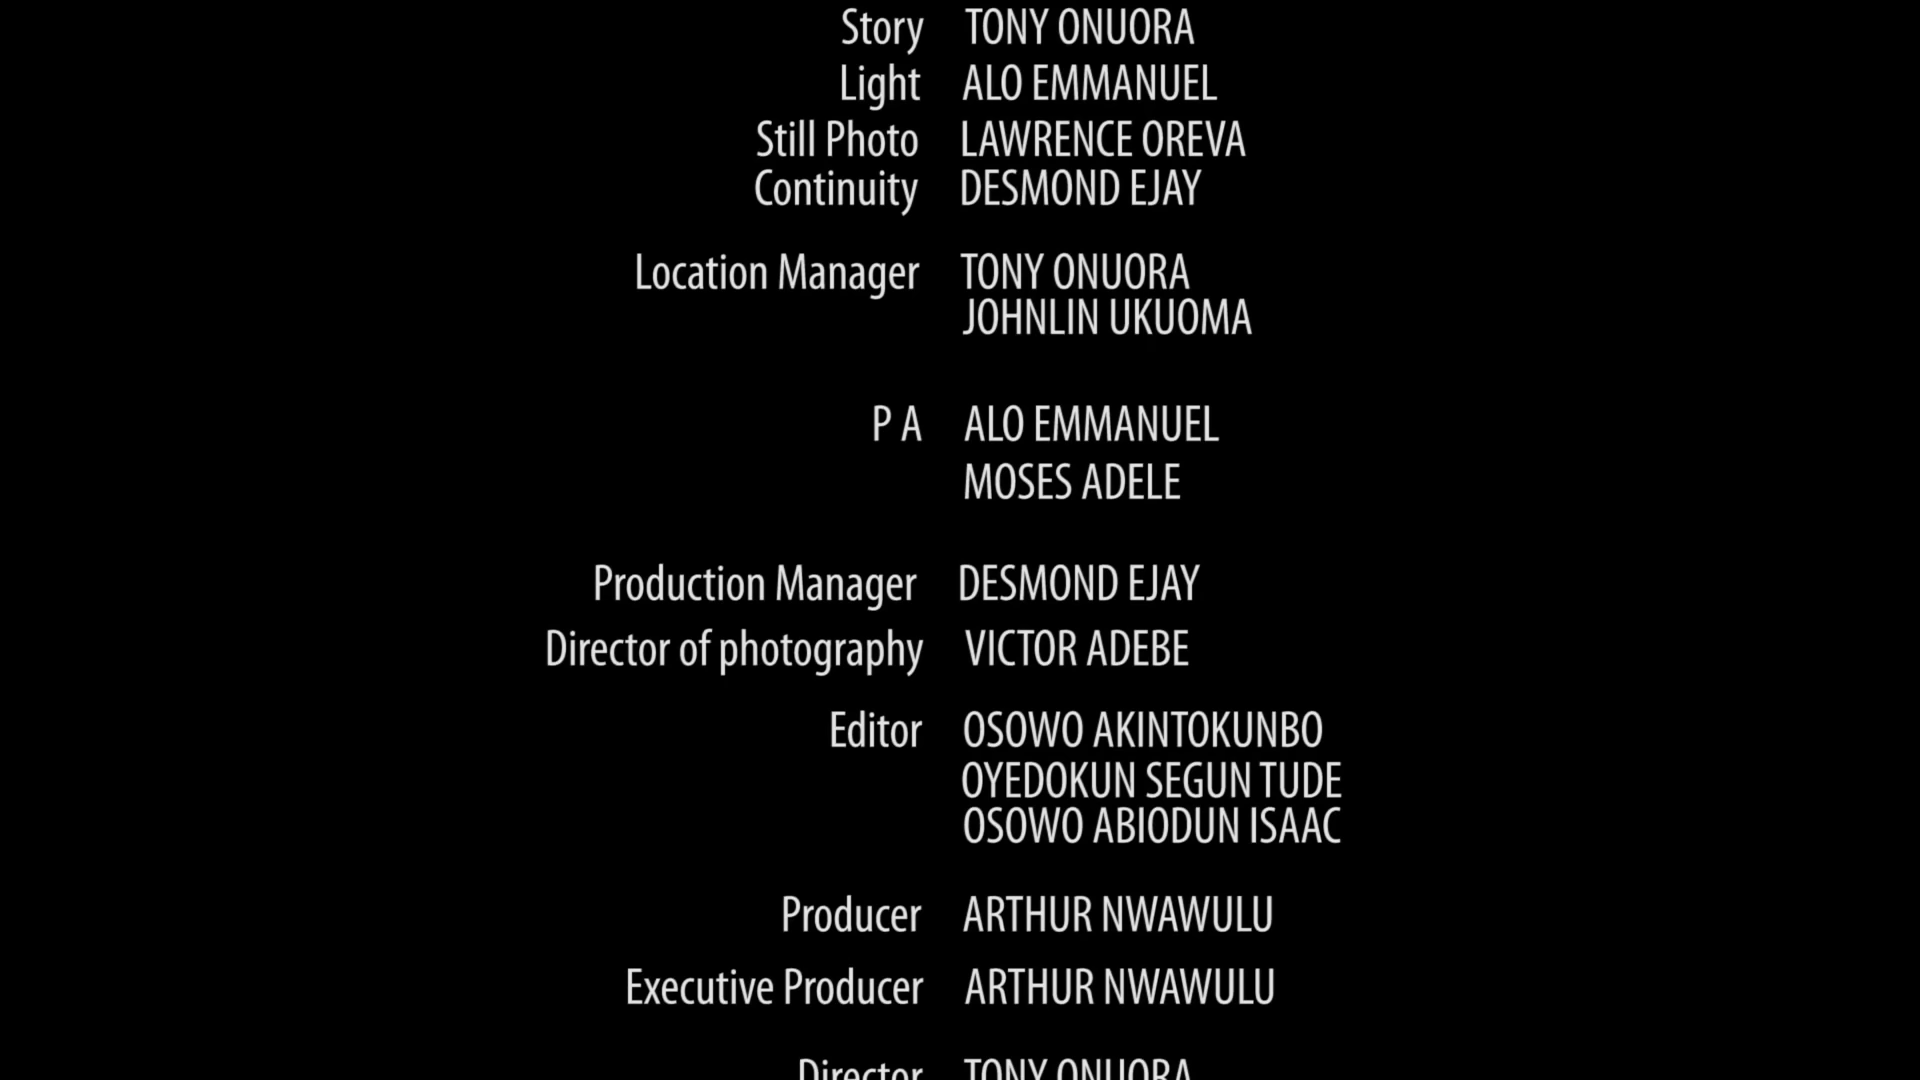 Story TONY ONUORA
Light ALO EMMANUEL
Still Photo LAWRENCE OREVA
Continuity DESMOND EJAY
Location Manager TONY ONUORA
JOHNLIN UKUOMA
P A ALO EMMANUEL
MOSES ADELE
Production Manager DESMOND EJAY
Director of photography VICTOR ADEBE
Editor OSOWO AKINTOKUNBO
OYEDOKUN SEGUN TUDE
OSOWO ABIODUN ISAAC
Producer ARTHUR NWAWULU
Executive Producer ARTHUR NWAWULU
Director TONY ONUORA